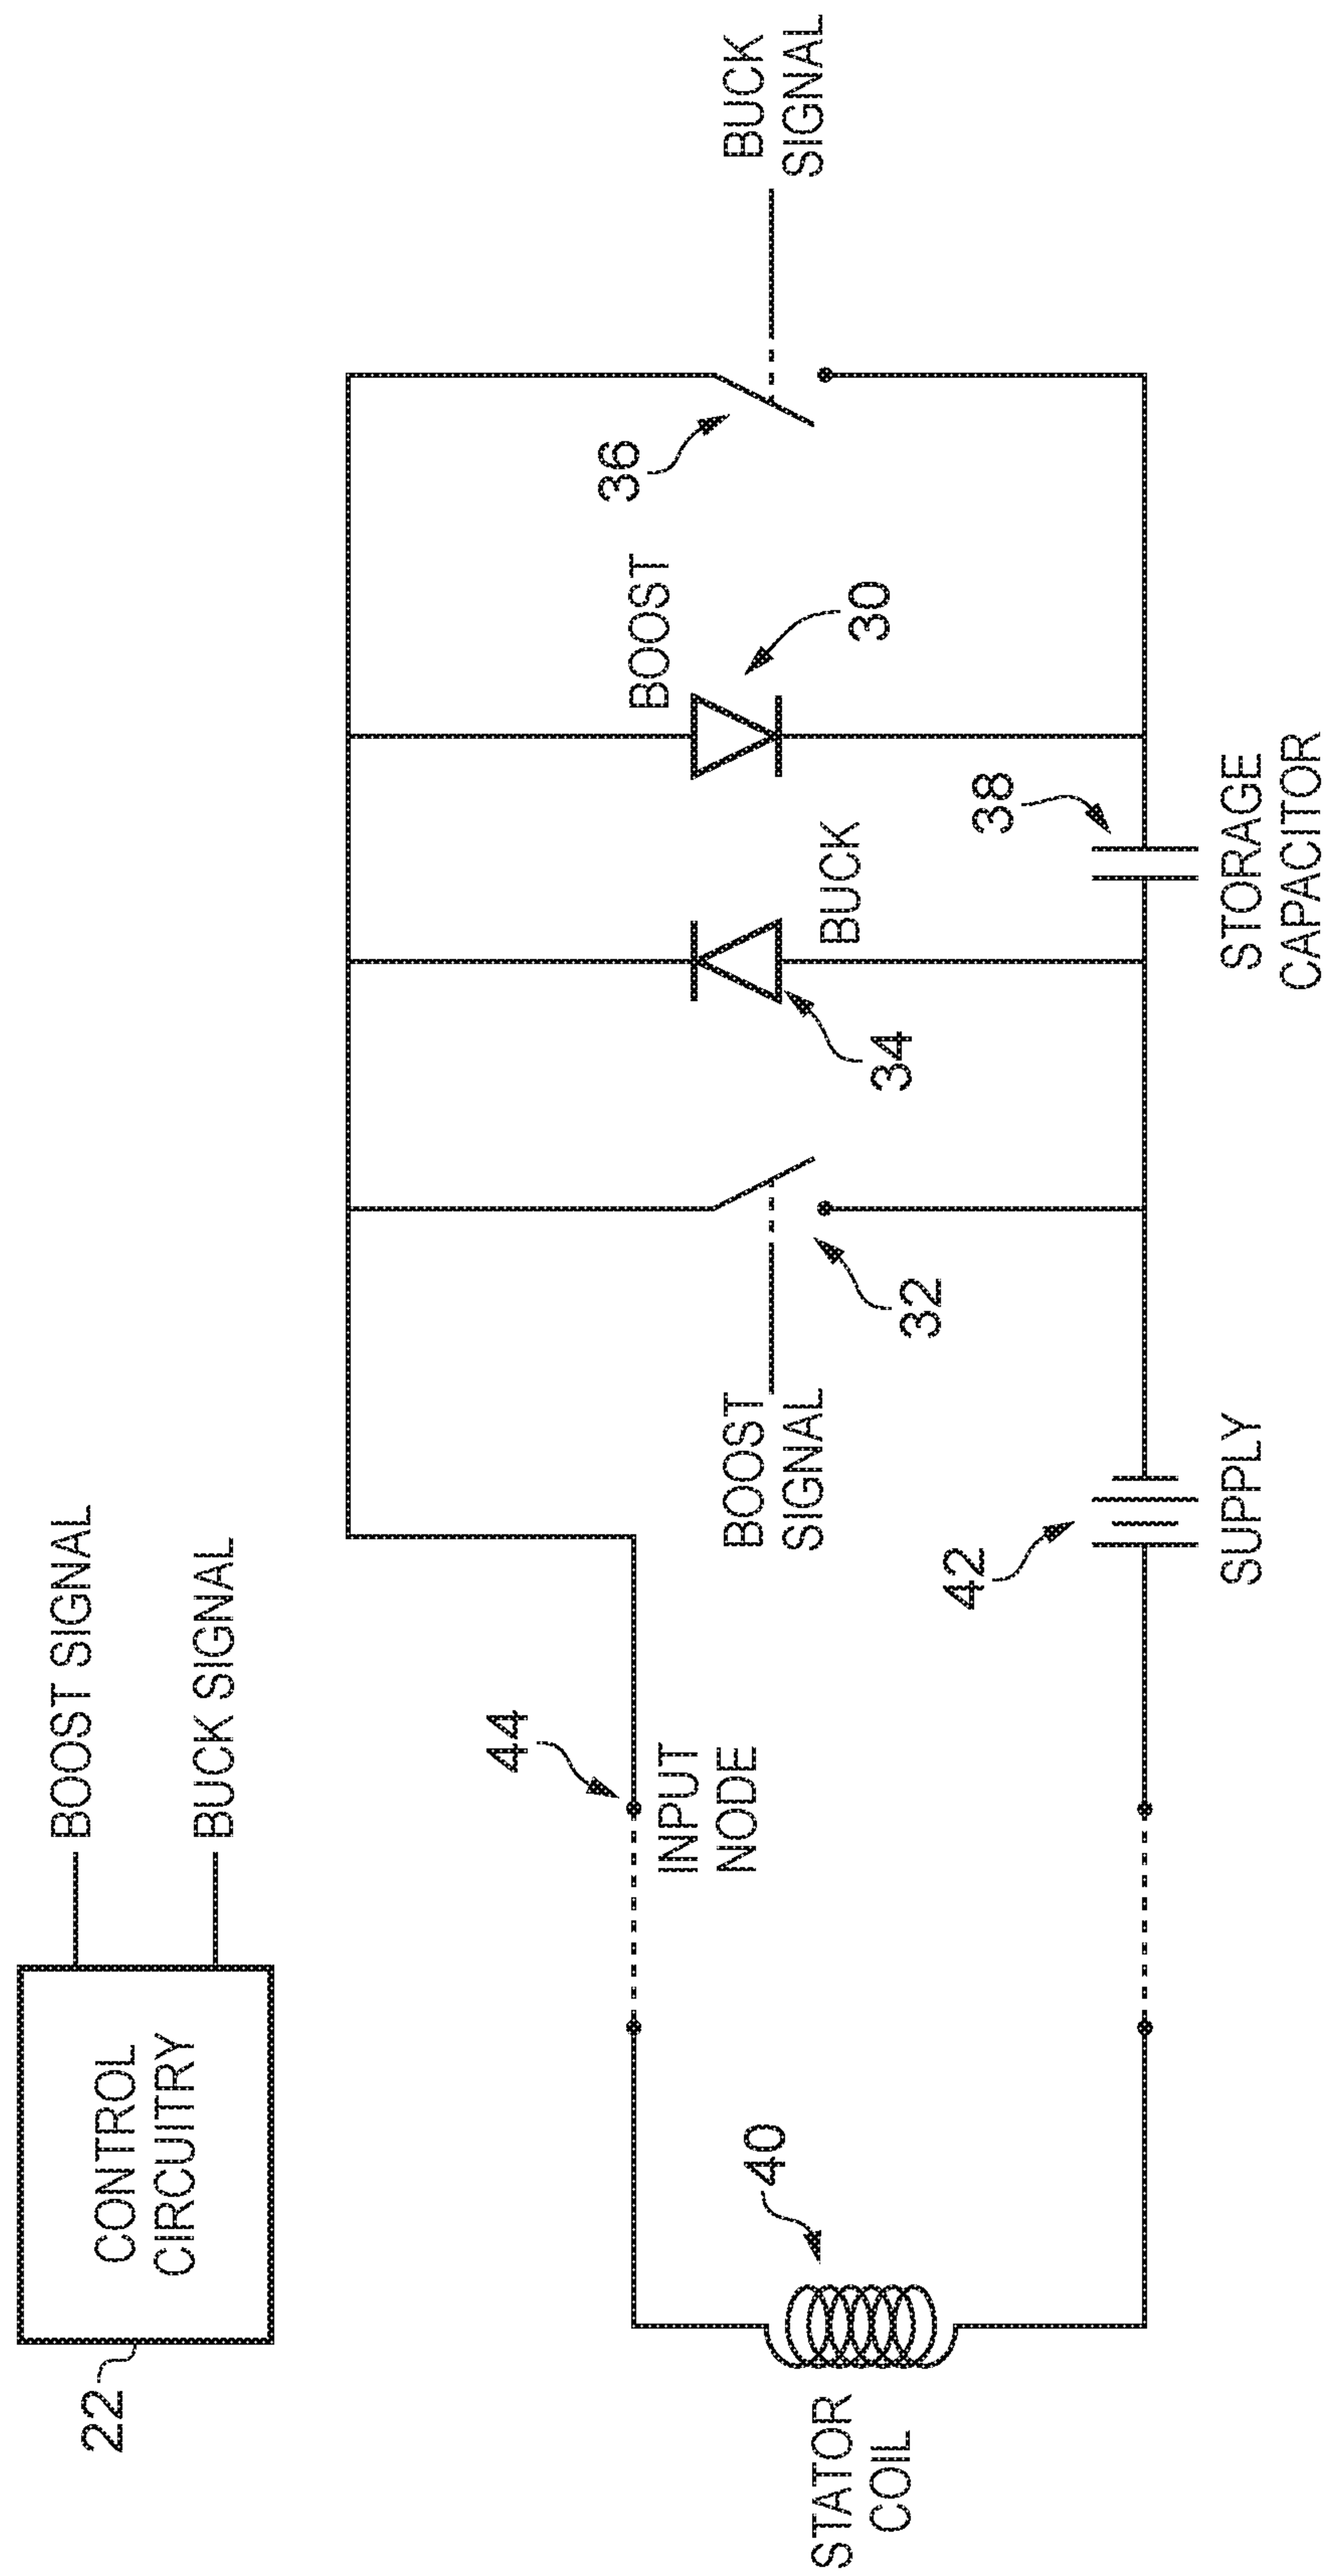 22
CONTROL
CIRCUITRY
BOOST SIGNAL
BUCK SIGNAL
44
INPUT
NODE
STATOR
COIL
40
BOOST
SIGNAL
32
34
BUCK
BOOST
30
36
BUCK
SIGNAL
42
SUPPLY
38
STORAGE
CAPACITOR